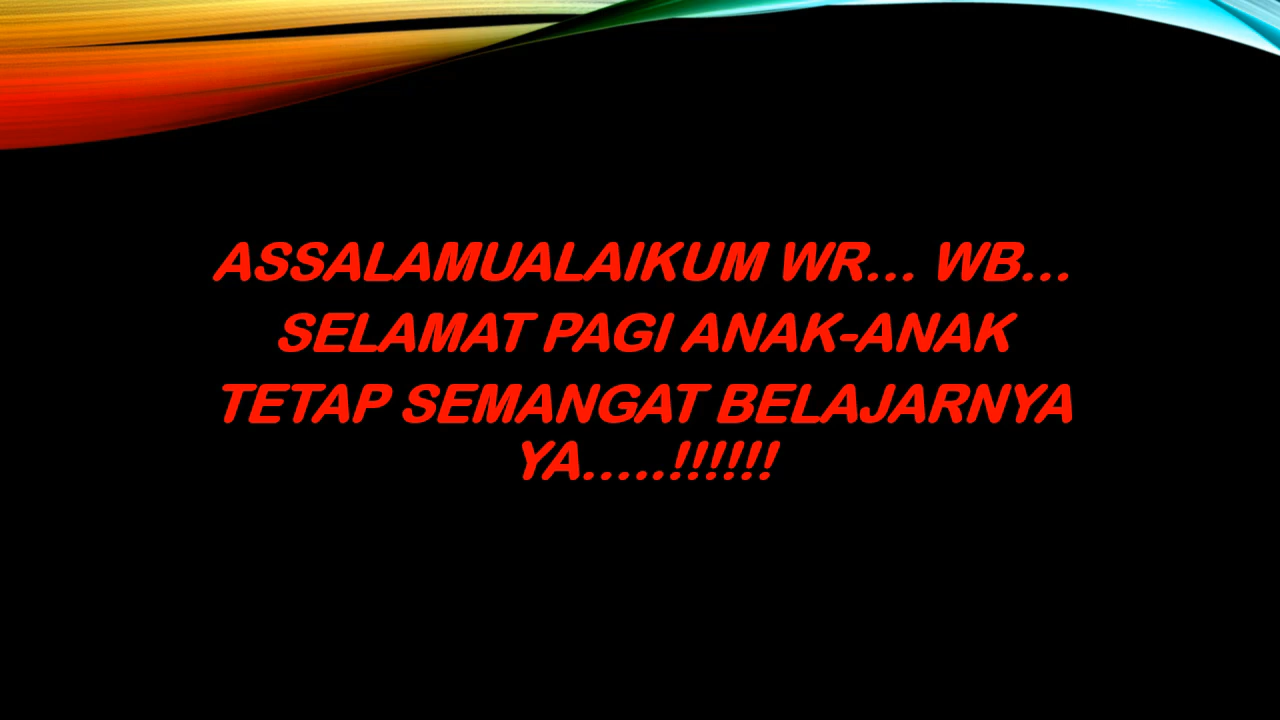 ASSALAMUALAIKUM WR... WB...
SELAMAT PAGI ANAK-ANAK
TETAP SEMANGAT BELAJARNYA
YA.....!!!!!!